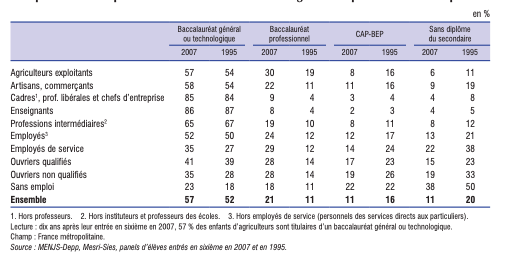 en %
Baccalauréat général ou technologique Baccalauréat professionnel CAP-BEP Sans diplôme du secondaire
2007 1995 2007 1995 2007 1995 2007 1995
Agriculteurs exploitants 57 54 30 19 8 16 6 11
Artisans, commerçants 58 54 22 11 11 16 9 19
Cadres¹, prof. libérales et chefs d'entreprise 85 84 9 4 3 4 4 8
Enseignants 86 87 8 4 2 3 4 5
Professions intermédiaires² 65 67 19 10 8 11 8 12
Employés³ 52 50 24 12 12 17 13 21
Employés de service 35 27 29 12 14 24 22 38
Ouvriers qualifiés 41 39 28 14 17 23 15 23
Ouvriers non qualifiés 35 28 28 14 19 26 19 33
Sans emploi 23 18 18 11 22 22 38 50
Ensemble 57 52 21 11 11 16 11 20
1. Hors professeurs. 2. Hors instituteurs et professeurs des écoles. 3. Hors employés de service (personnels des services directs aux particuliers).
Lecture : dix ans après leur entrée en sixième en 2007, 57 % des enfants d'agriculteurs sont titulaires d'un baccalauréat général ou technologique.
Champ : France métropolitaine.
Source : MENJS-Depp, Mesri-Sies, panels d'élèves entrés en sixième en 2007 et en 1995.